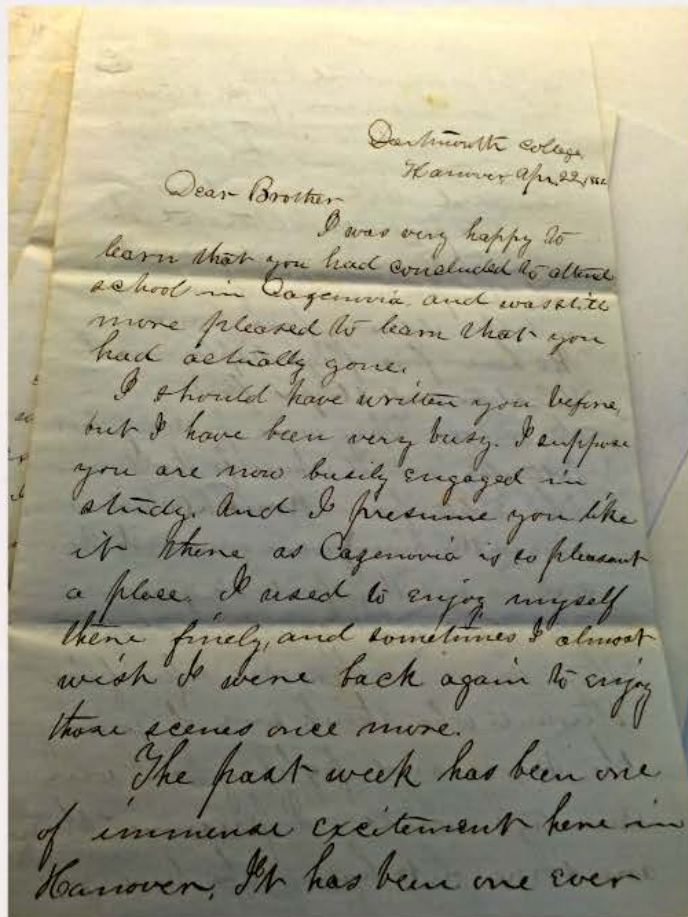 Dartmouth College
Hanover Apr. 22, 1861
Dear Brother
I was very happy to
learn that you had concluded to attend
school in Cazenovia and was still
more pleased to learn that you
had actually gone.
I should have written you before,
but I have been very busy. I suppose
you are now busily engaged in
study. And I presume you like
it there as Cazenovia is so pleasant
a place. I used to enjoy myself
there finely, and sometimes I almost
wish I were back again to enjoy
those scenes once more.
The past week has been one
of immense excitement here in
Hanover. It has been one ever